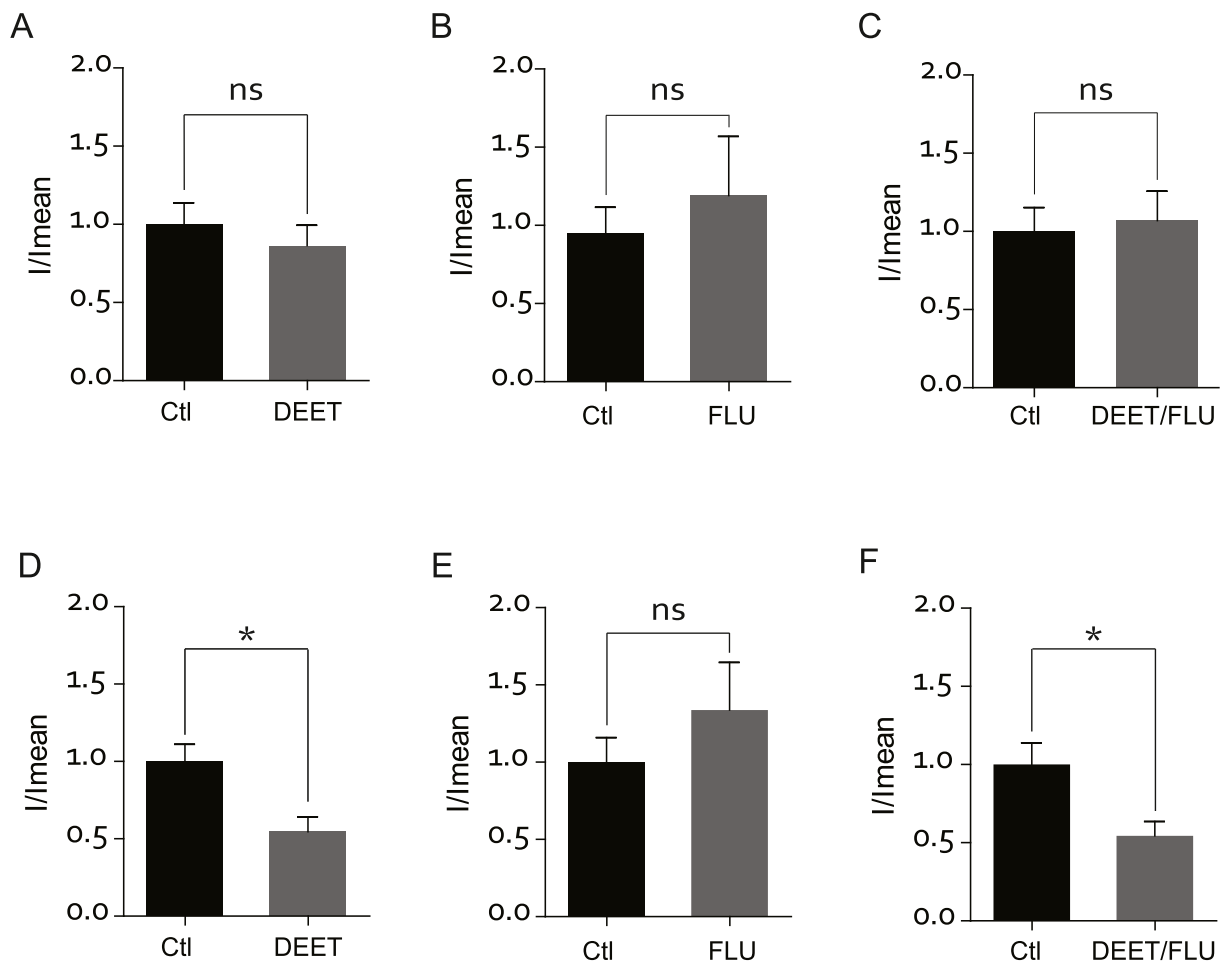 A
2.0
1.5
1.0
0.5
0.0
I/Imean
ns
Ctl
DEET
B
2.0
1.5
1.0
0.5
0.0
I/Imean
ns
Ctl
FLU
C
2.0
1.5
1.0
0.5
0.0
I/Imean
ns
Ctl
DEET/FLU
D
2.0
1.5
1.0
0.5
0.0
I/Imean
*
Ctl
DEET
E
2.0
1.5
1.0
0.5
0.0
I/Imean
ns
Ctl
FLU
F
2.0
1.5
1.0
0.5
0.0
I/Imean
*
Ctl
DEET/FLU